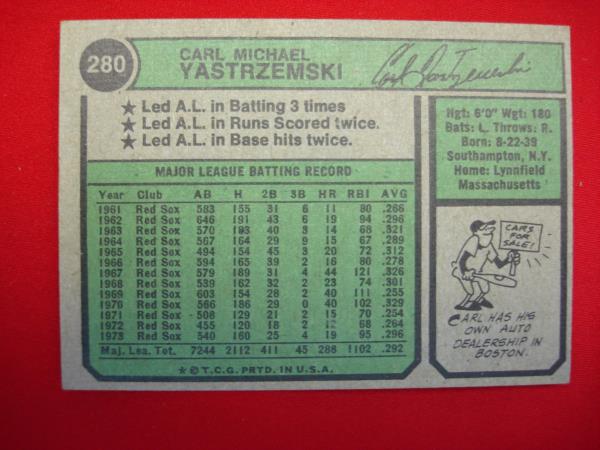 280
CARL MICHAEL
YASTRZEMSKI
Carl Yastrzemski
★ Led A.L. in Batting 3 times
★ Led A.L. in Runs Scored twice.
★ Led A.L. in Base hits twice.
MAJOR LEAGUE BATTING RECORD
Year Club AB H 2B 3B HR RBI AVG
1961 Red Sox 583 155 31 6 11 80 .266
1962 Red Sox 646 191 43 6 19 94 .296
1963 Red Sox 570 193 40 3 14 68 .321
1964 Red Sox 567 164 29 9 15 67 .289
1965 Red Sox 494 154 45 3 20 72 .312
1966 Red Sox 594 165 39 2 16 80 .278
1967 Red Sox 579 189 31 4 44 121 .326
1968 Red Sox 539 162 32 2 23 74 .301
1969 Red Sox 603 154 28 2 40 111 .255
1970 Red Sox 566 186 29 0 40 102 .329
1971 Red Sox 508 129 21 2 15 70 .254
1972 Red Sox 455 120 18 2 12 68 .264
1973 Red Sox 540 160 25 4 19 95 .296
Maj. Lea. Tot. 7244 2112 411 45 288 1102 .292
★ © T.C.G. PRTD. IN U.S.A.
Hgt: 6'0" Wgt: 180
Bats: L. Throws: R.
Born: 8-22-39
Southampton, N.Y.
Home: Lynnfield
Massachusetts
CARS
FOR
SALE!
CARL HAS HIS
OWN AUTO
DEALERSHIP IN
BOSTON.